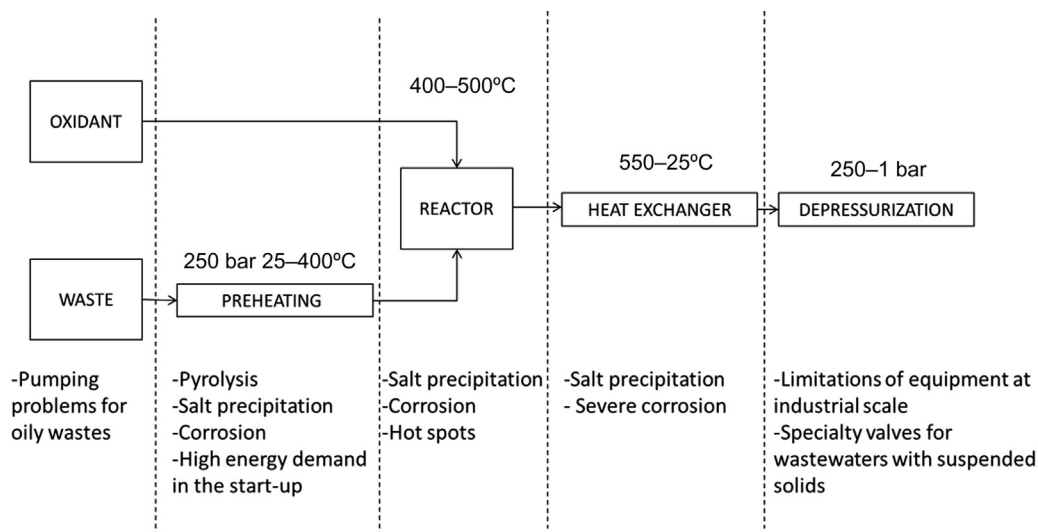 OXIDANT
400–500ºC
REACTOR
550–25ºC
HEAT EXCHANGER
250–1 bar
DEPRESSURIZATION
WASTE
250 bar 25–400ºC
PREHEATING
-Pumping
problems for
oily wastes
-Pyrolysis
-Salt precipitation
-Corrosion
-High energy demand
in the start-up
-Salt precipitation
-Corrosion
-Hot spots
-Salt precipitation
- Severe corrosion
-Limitations of equipment at
industrial scale
-Specialty valves for
wastewaters with suspended
solids